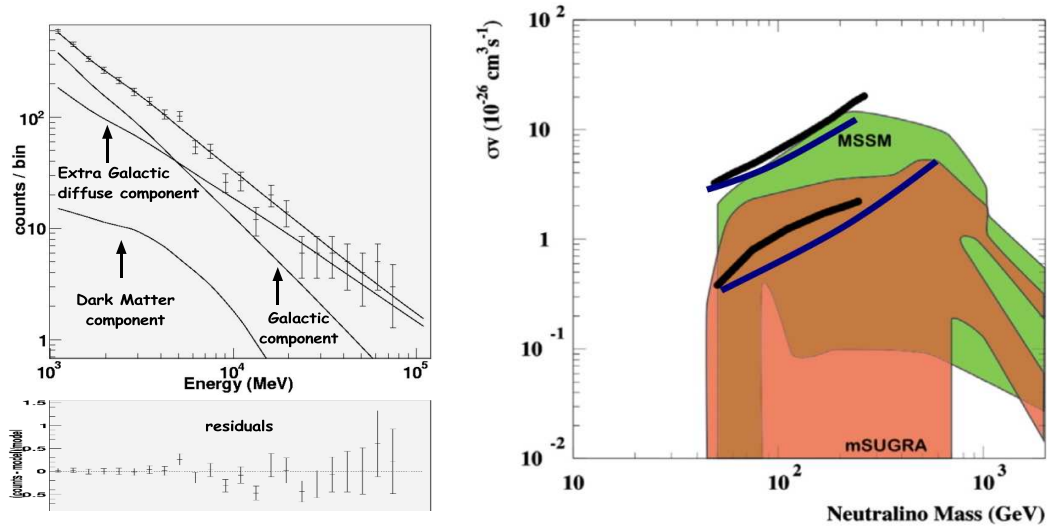 10²
10
1
counts / bin
Extra Galactic
diffuse component
Dark Matter
component
Galactic
component
10³
10⁴
10⁵
Energy (MeV)
1.5
1
0.5
0
0.5
(counts - model)/model
residuals
10²
10
1
10⁻¹
10⁻²
σv (10⁻²⁶ cm³s⁻¹)
MSSM
mSUGRA
10
10²
10³
Neutralino Mass (GeV)